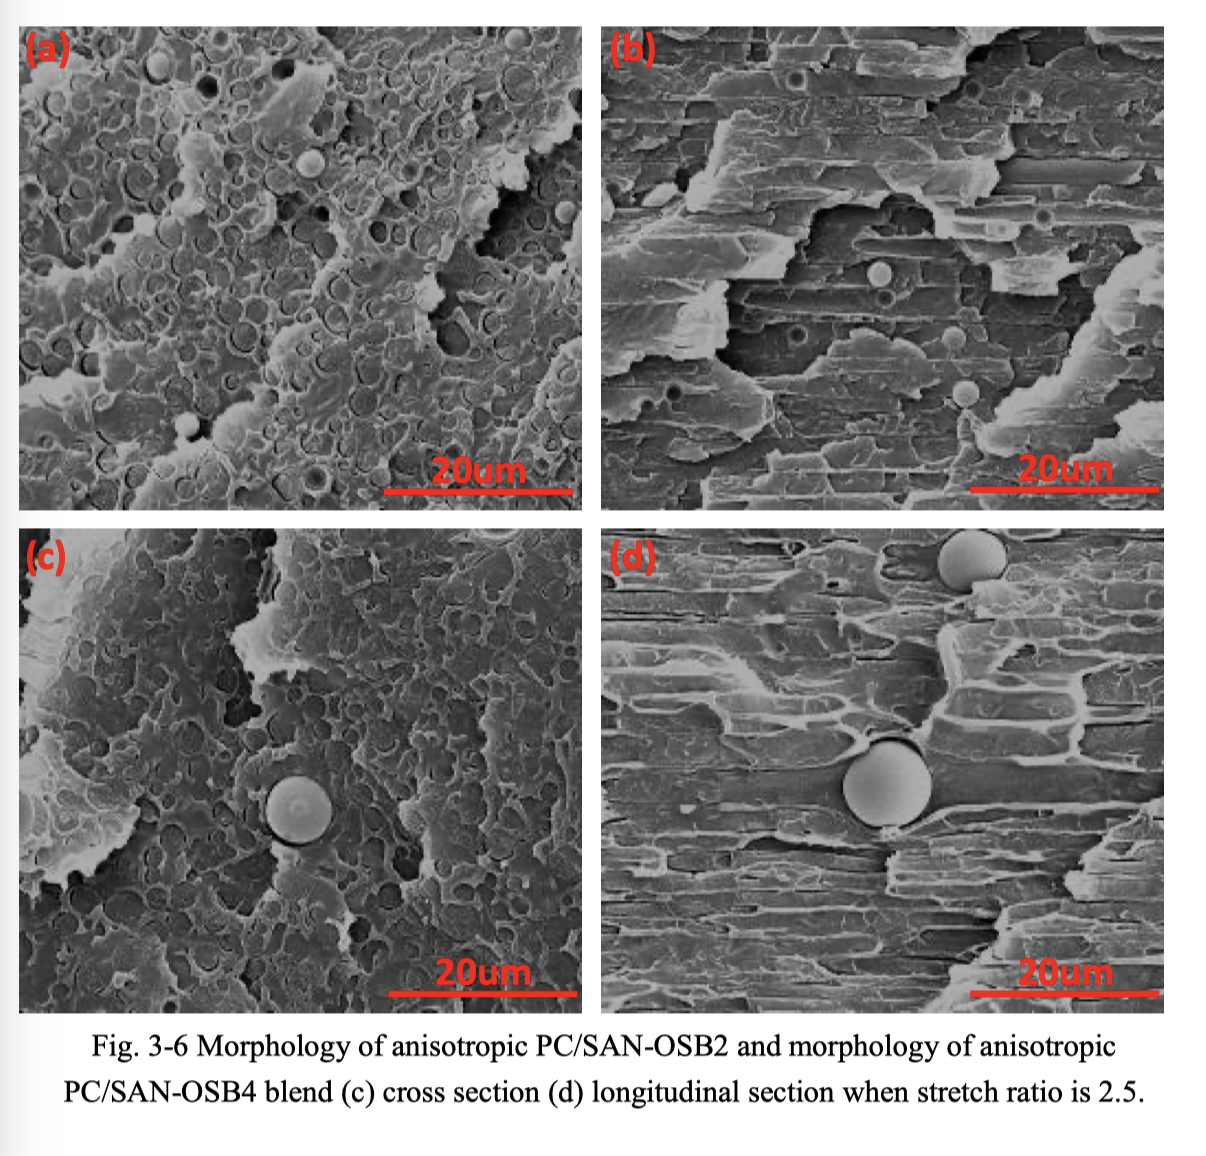 (a)
(b)
20um
20um
(c)
(d)
20um
20um
Fig. 3-6 Morphology of anisotropic PC/SAN-OSB2 and morphology of anisotropic
PC/SAN-OSB4 blend (c) cross section (d) longitudinal section when stretch ratio is 2.5.